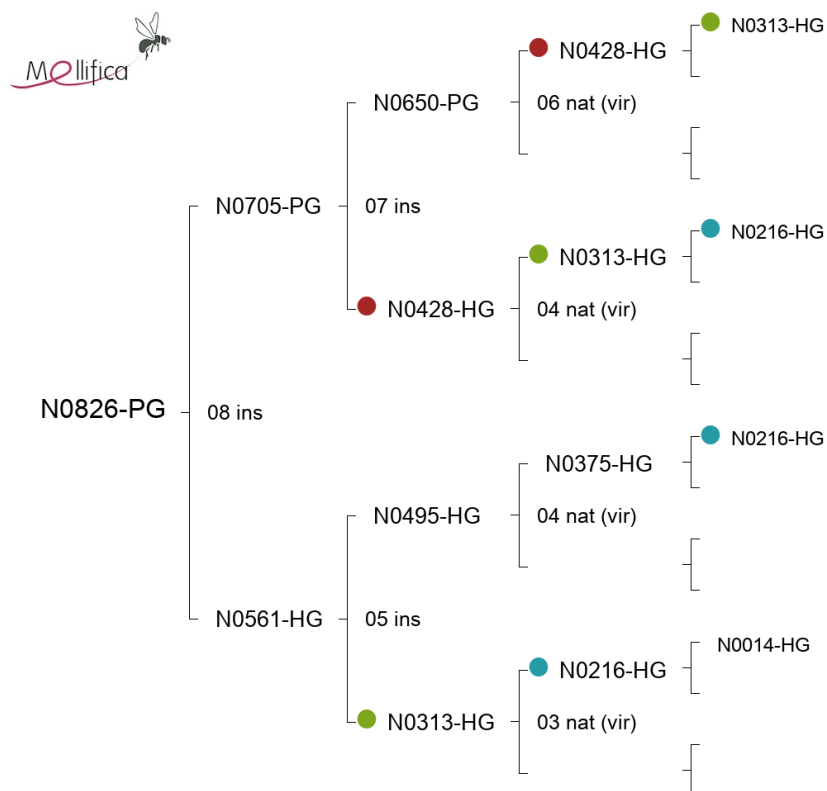 Mellifica
N0313-HG
N0428-HG
N0650-PG
06 nat (vir)
N0705-PG
07 ins
N0216-HG
N0313-HG
N0428-HG
04 nat (vir)
N0826-PG
08 ins
N0216-HG
N0375-HG
N0495-HG
04 nat (vir)
N0561-HG
05 ins
N0014-HG
N0216-HG
N0313-HG
03 nat (vir)